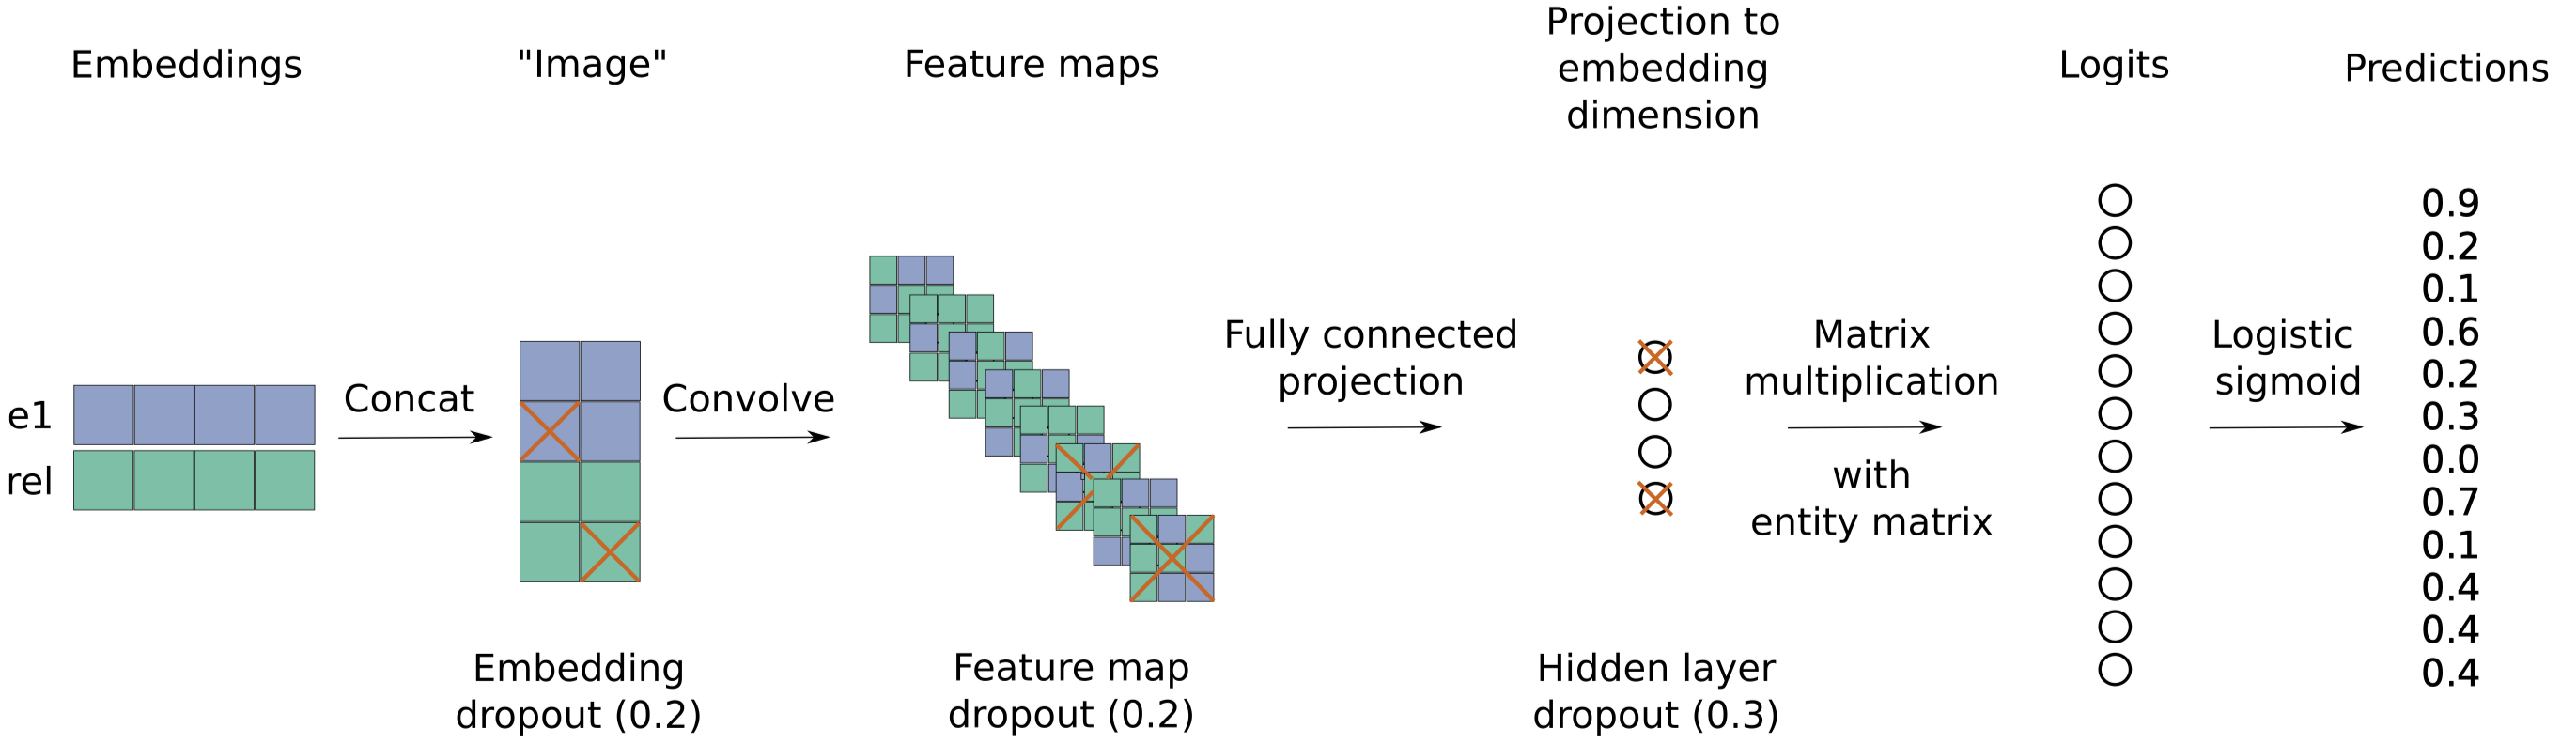 Embeddings
"Image"
Feature maps
Projection to
embedding
dimension
Logits
Predictions
e1
rel
Concat
Convolve
Fully connected
projection
Matrix
multiplication
with
entity matrix
Logistic
sigmoid
0.9
0.2
0.1
0.6
0.2
0.3
0.0
0.7
0.1
0.4
0.4
0.4
Embedding
dropout (0.2)
Feature map
dropout (0.2)
Hidden layer
dropout (0.3)